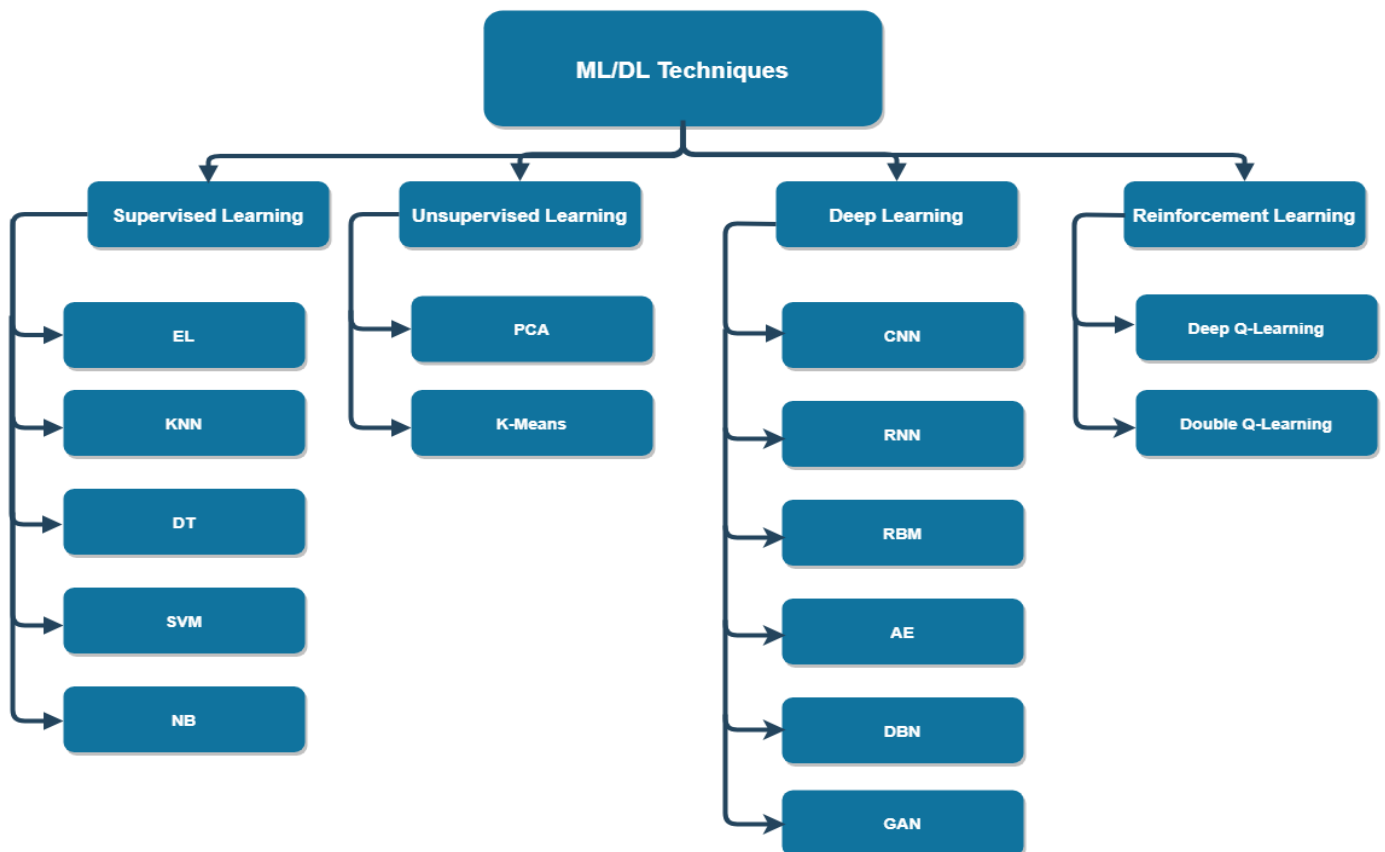 ML/DL Techniques
Supervised Learning
Unsupervised Learning
Deep Learning
Reinforcement Learning
EL
KNN
DT
SVM
NB
PCA
K-Means
CNN
RNN
RBM
AE
DBN
GAN
Deep Q-Learning
Double Q-Learning